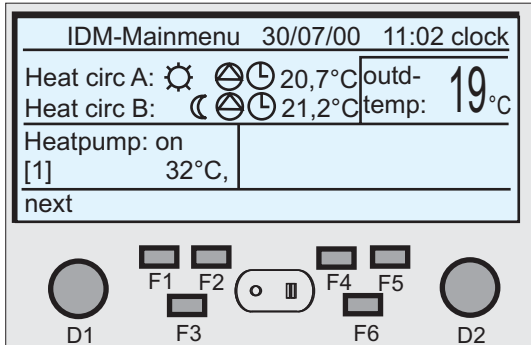 IDM-Mainmenu 30/07/00 11:02 clock
Heat circ A: 20,7°C outd-
Heat circ B: 21,2°C temp: 19°C
Heatpump: on
[1] 32°C,
next
F1 F2 F4 F5
D1 F3 F6 D2